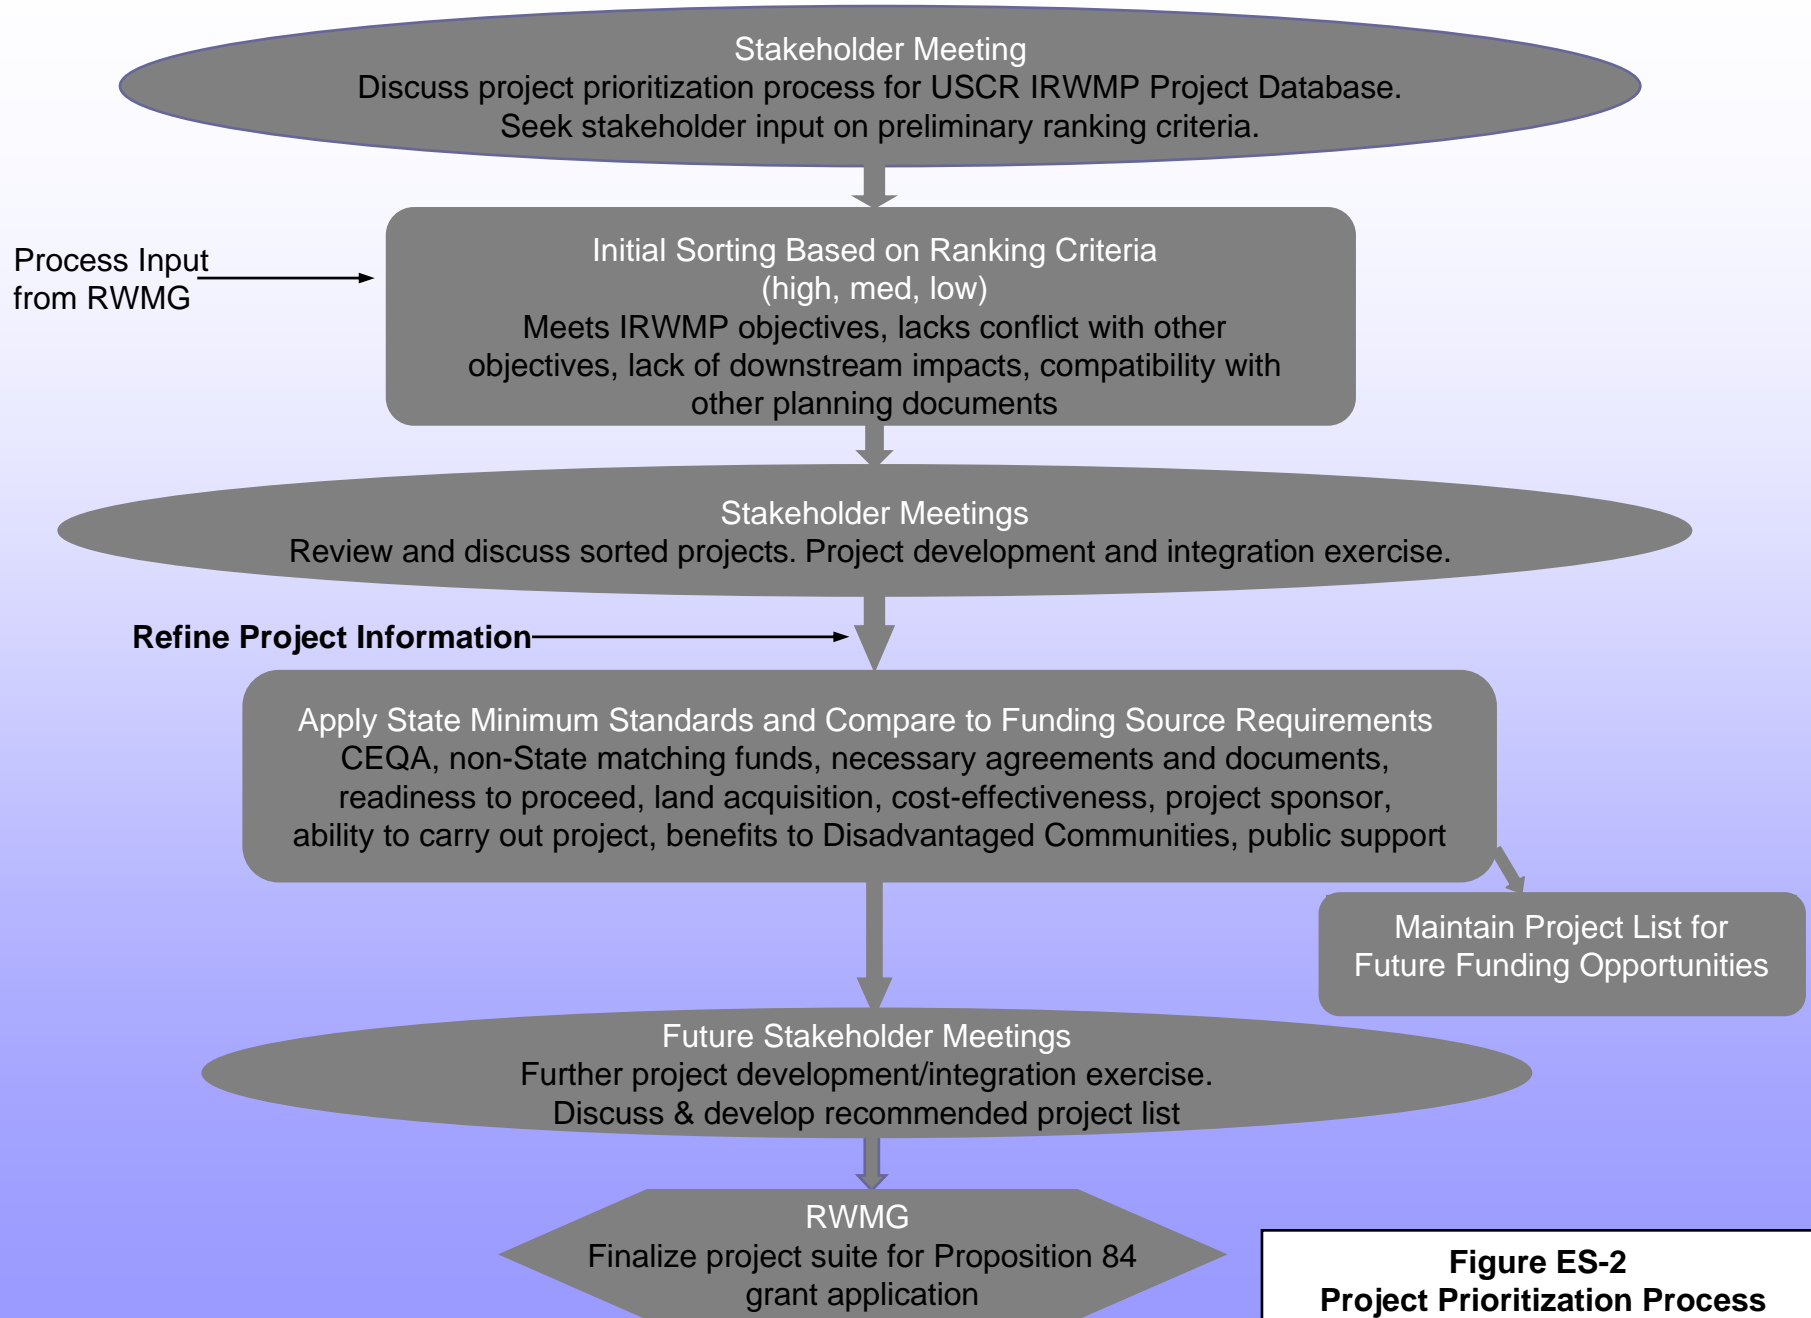 Stakeholder Meeting
Discuss project prioritization process for USCR IRWMP Project Database.
Seek stakeholder input on preliminary ranking criteria.
Process Input
from RWMG
Initial Sorting Based on Ranking Criteria
(high, med, low)
Meets IRWMP objectives, lacks conflict with other
objectives, lack of downstream impacts, compatibility with
other planning documents
Stakeholder Meetings
Review and discuss sorted projects. Project development and integration exercise.
Refine Project Information
Apply State Minimum Standards and Compare to Funding Source Requirements
CEQA, non-State matching funds, necessary agreements and documents,
readiness to proceed, land acquisition, cost-effectiveness, project sponsor,
ability to carry out project, benefits to Disadvantaged Communities, public support
Maintain Project List for
Future Funding Opportunities
Future Stakeholder Meetings
Further project development/integration exercise.
Discuss & develop recommended project list
RWMG
Finalize project suite for Proposition 84
grant application
Figure ES-2
Project Prioritization Process